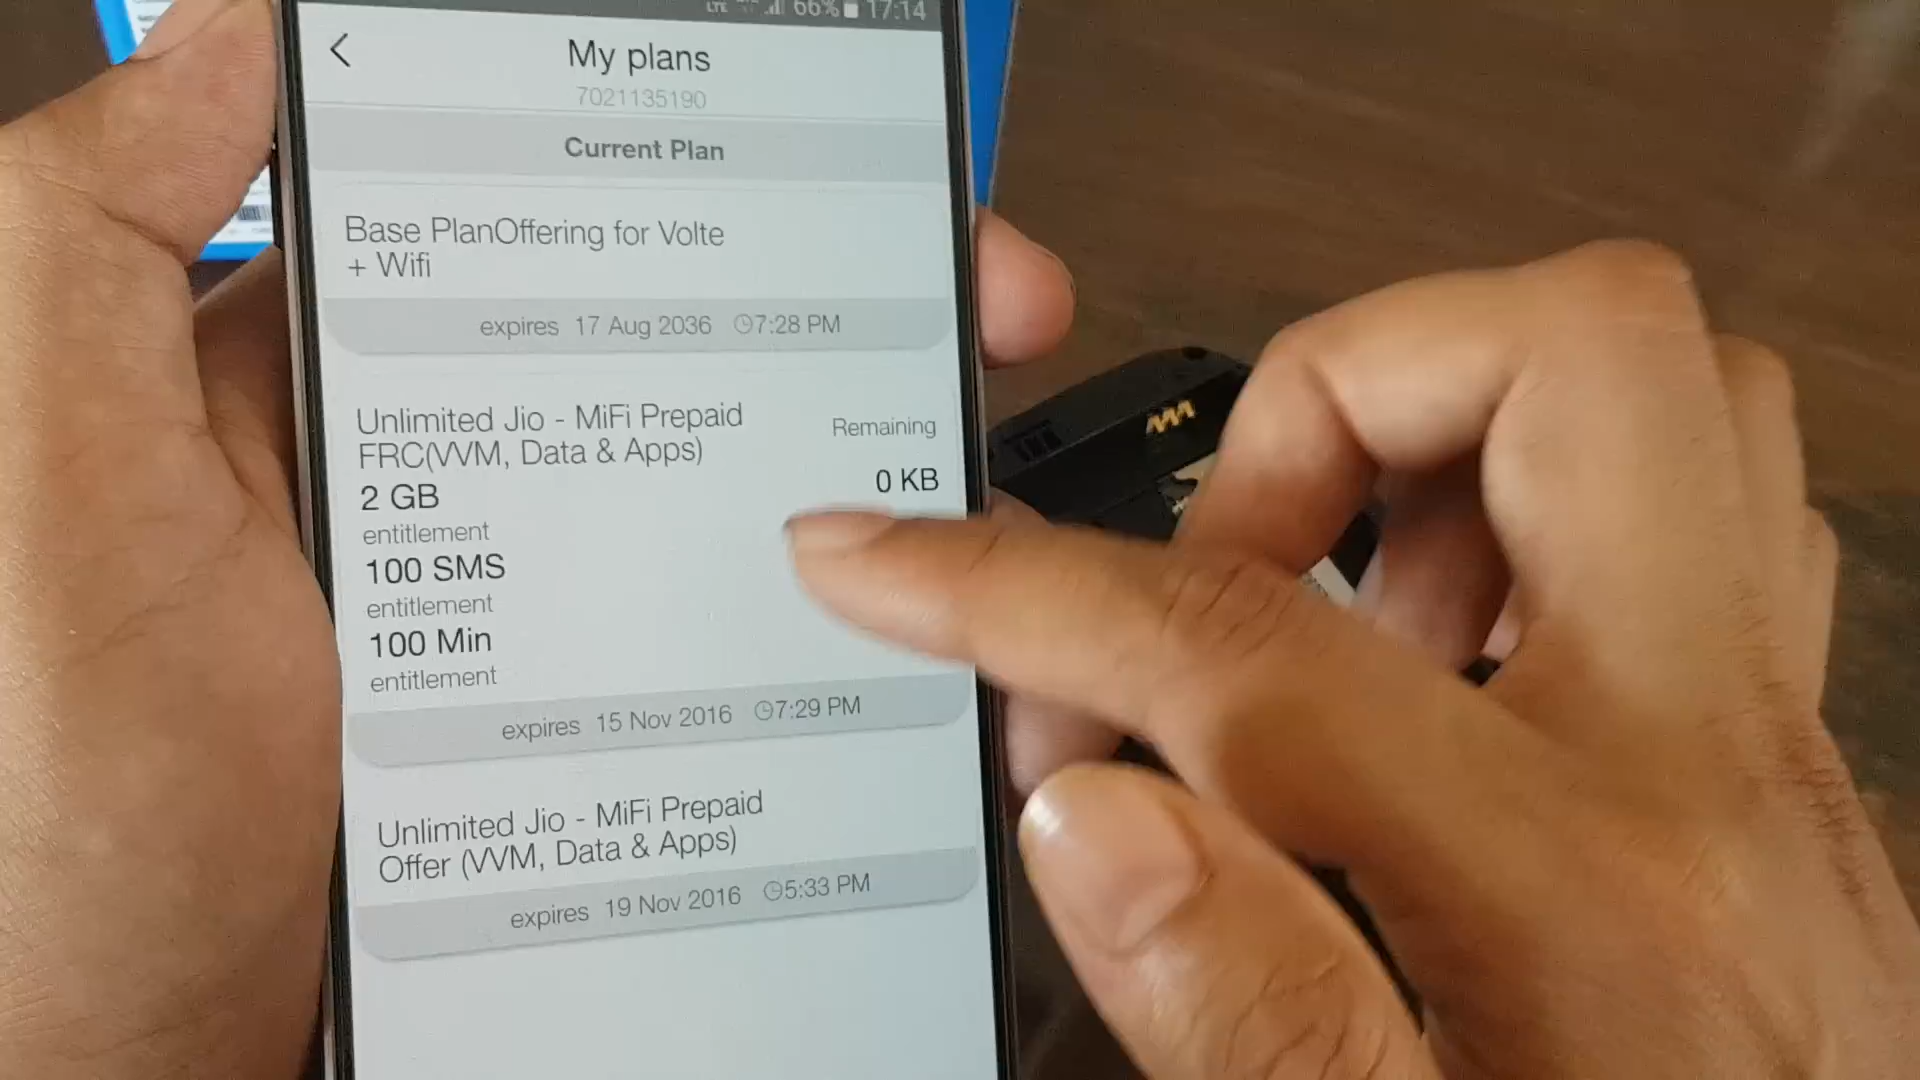 LTE 66% 17:14
My plans
7021135190
Current Plan
Base PlanOffering for Volte
+ Wifi
expires 17 Aug 2036 7:28 PM
Unlimited Jio - MiFi Prepaid
FRC(VVM, Data & Apps)
Remaining
2 GB
0 KB
entitlement
100 SMS
entitlement
100 Min
entitlement
expires 15 Nov 2016 7:29 PM
Unlimited Jio - MiFi Prepaid
Offer (VVM, Data & Apps)
expires 19 Nov 2016 5:33 PM